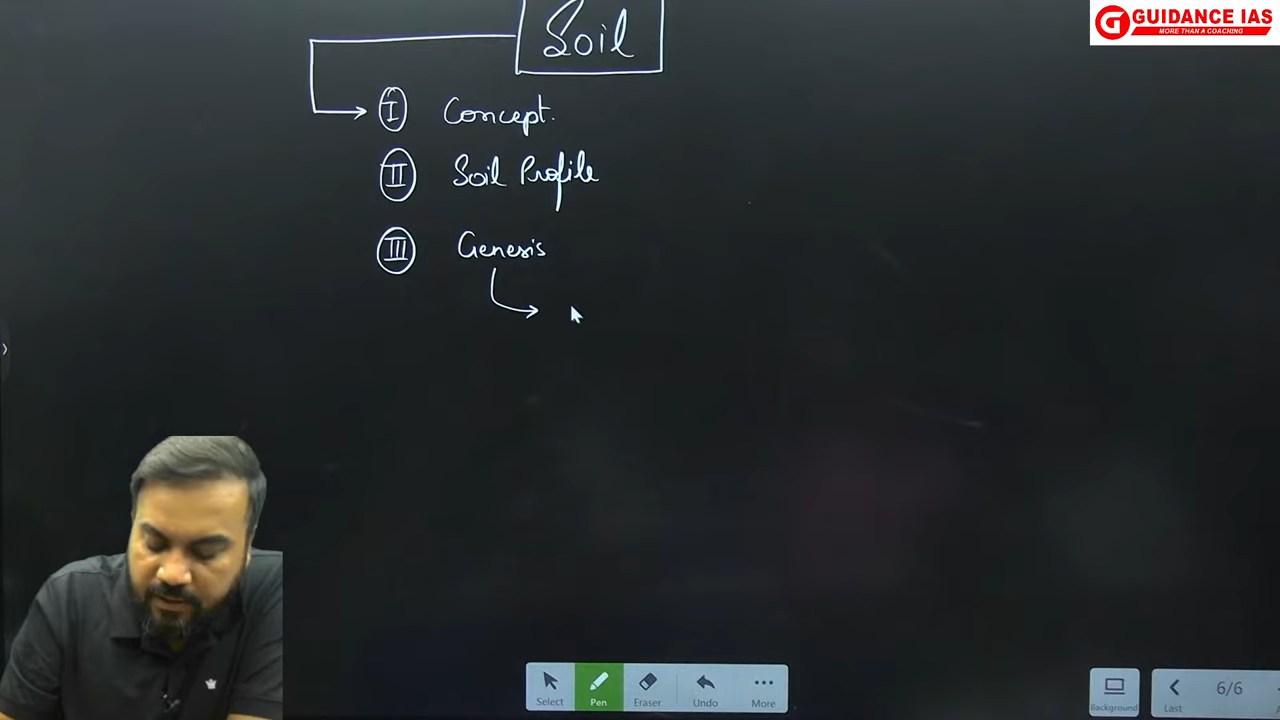 GUIDANCE IAS
MORE THAN A COACHING
Soil
I Concept.
II Soil Profile
III Genesis
Select
Pen
Eraser
Undo
More
Background
Last
6/6